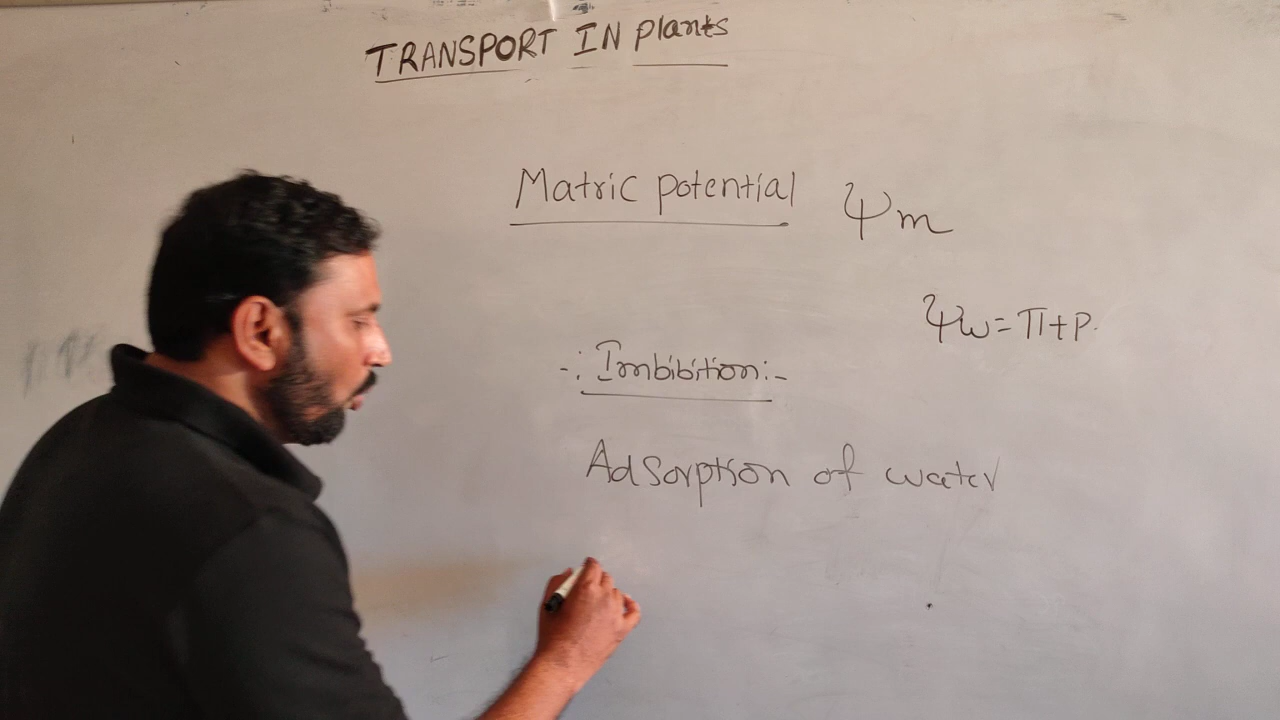 TRANSPORT IN plants
Matric potential Ψm
Ψw = π+P.
-: Imbibition:-
Adsorption of water